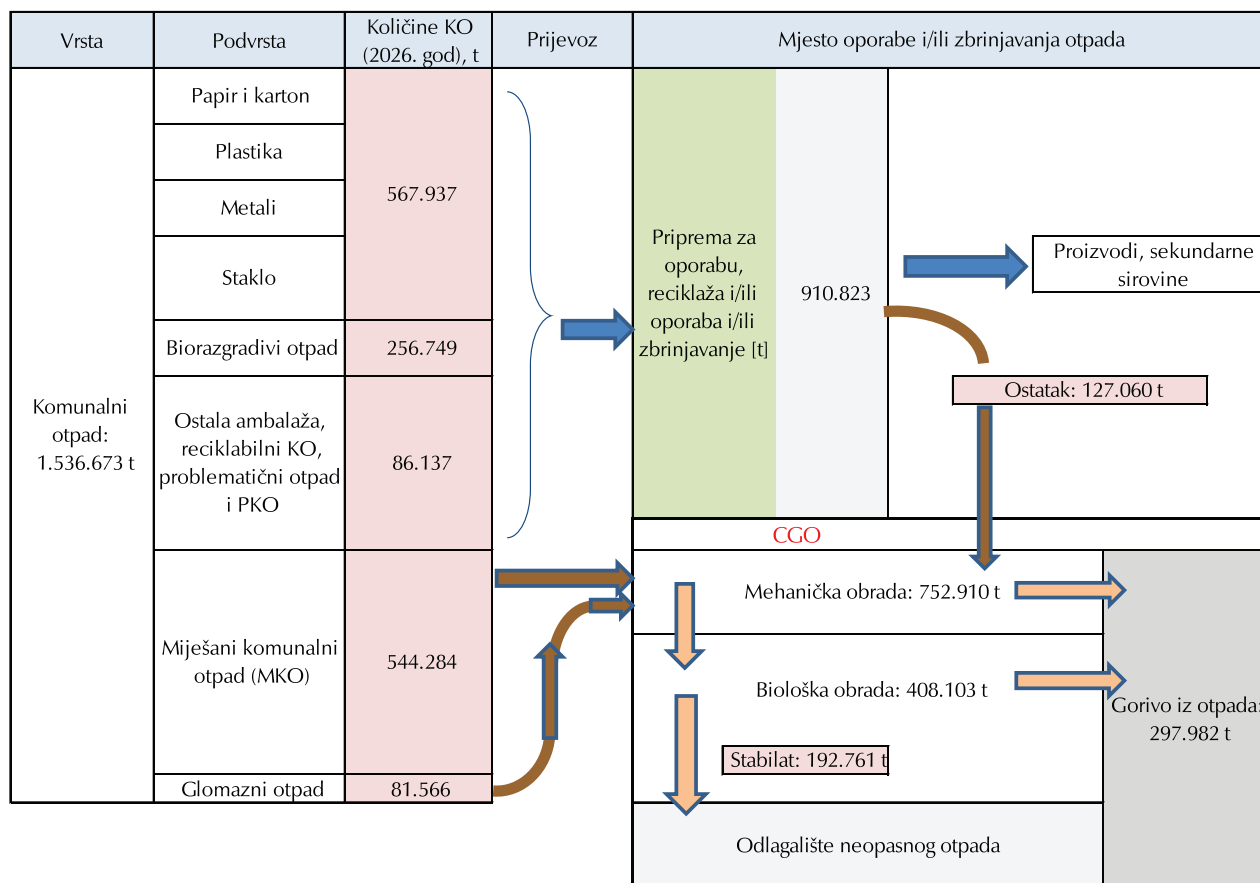 Vrsta
Podvrsta
Količine KO
(2026. god), t
Prijevoz
Mjesto oporabe i/ili zbrinjavanja otpada
Komunalni
otpad:
1.536.673 t
Papir i karton
Plastika
Metali
Staklo
567.937
Biorazgradivi otpad
256.749
Ostala ambalaža,
reciklabilni KO,
problematični otpad
i PKO
86.137
Miješani komunalni
otpad (MKO)
544.284
Glomazni otpad
81.566
Priprema za
oporabu,
reciklaža i/ili
oporaba i/ili
zbrinjavanje [t]
910.823
Proizvodi, sekundarne
sirovine
Ostatak: 127.060 t
CGO
Mehanička obrada: 752.910 t
Biološka obrada: 408.103 t
Stabilat: 192.761 t
Gorivo iz otpada:
297.982 t
Odlagalište neopasnog otpada